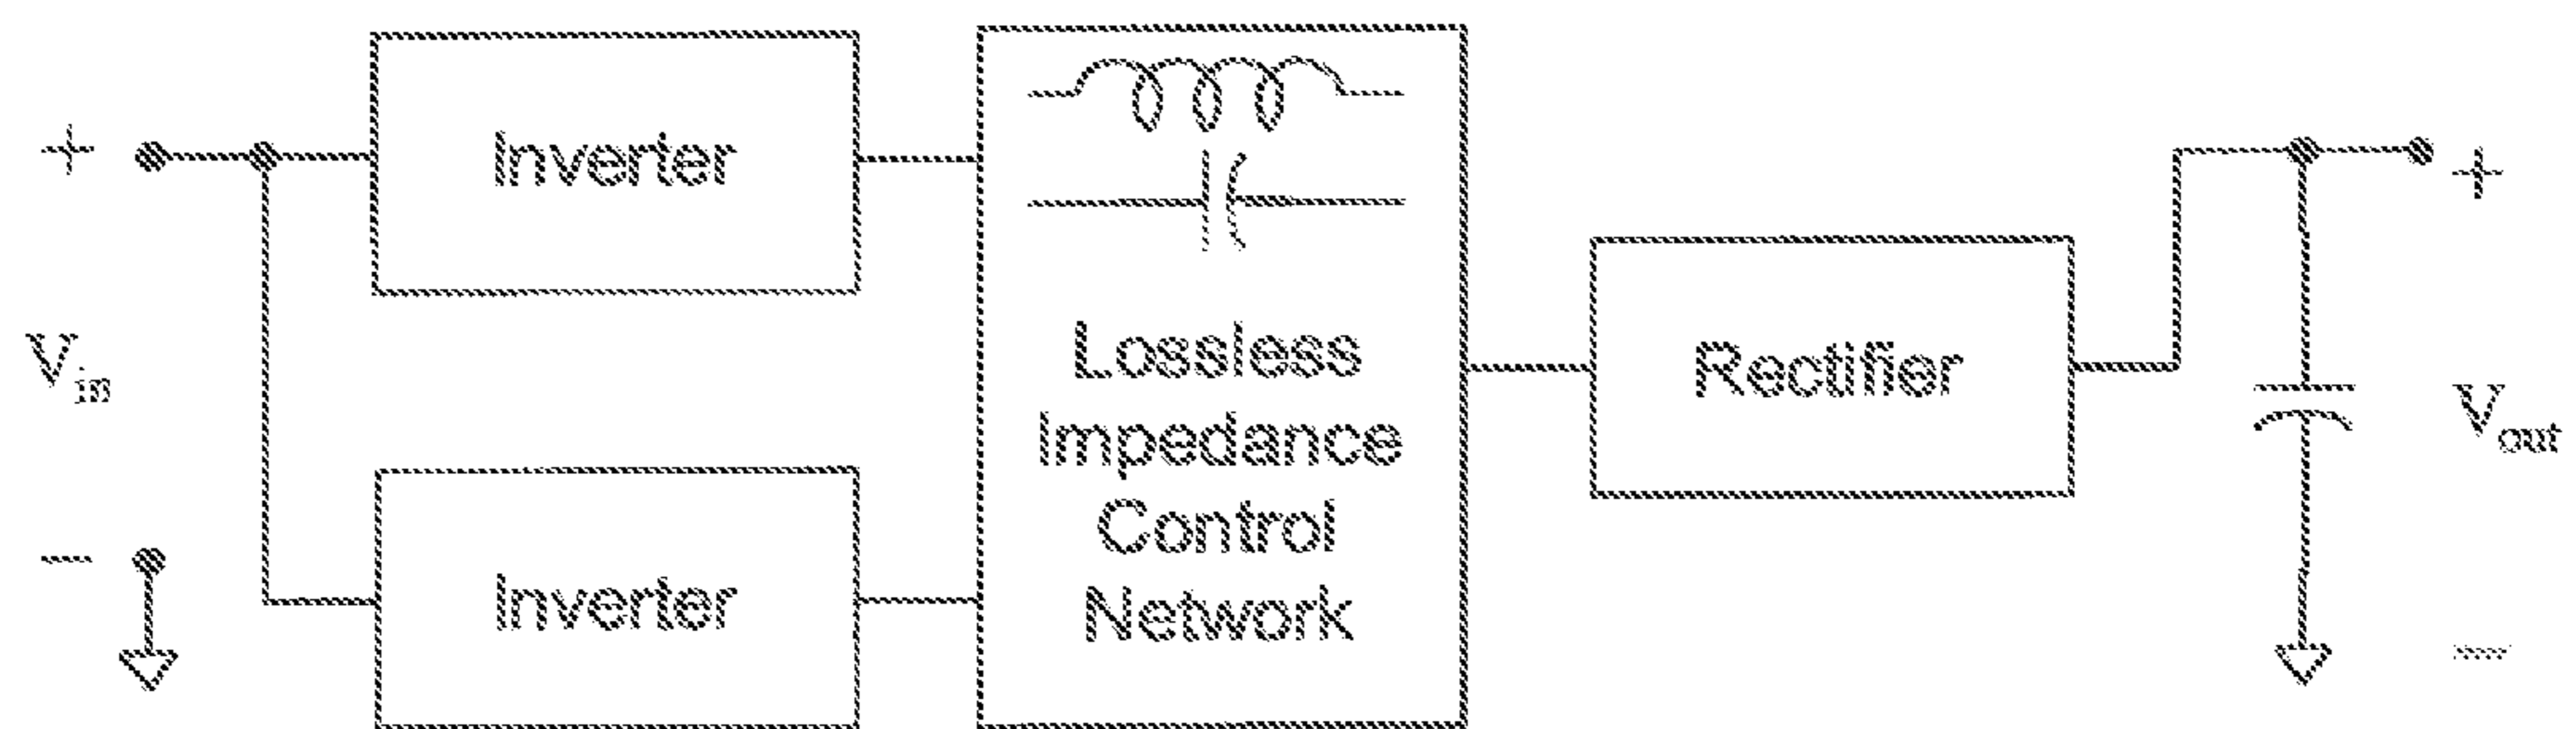 +
Inverter
Vin
−
Inverter
Lossless
Impedance
Control
Network
Rectifier
+
Vout
−